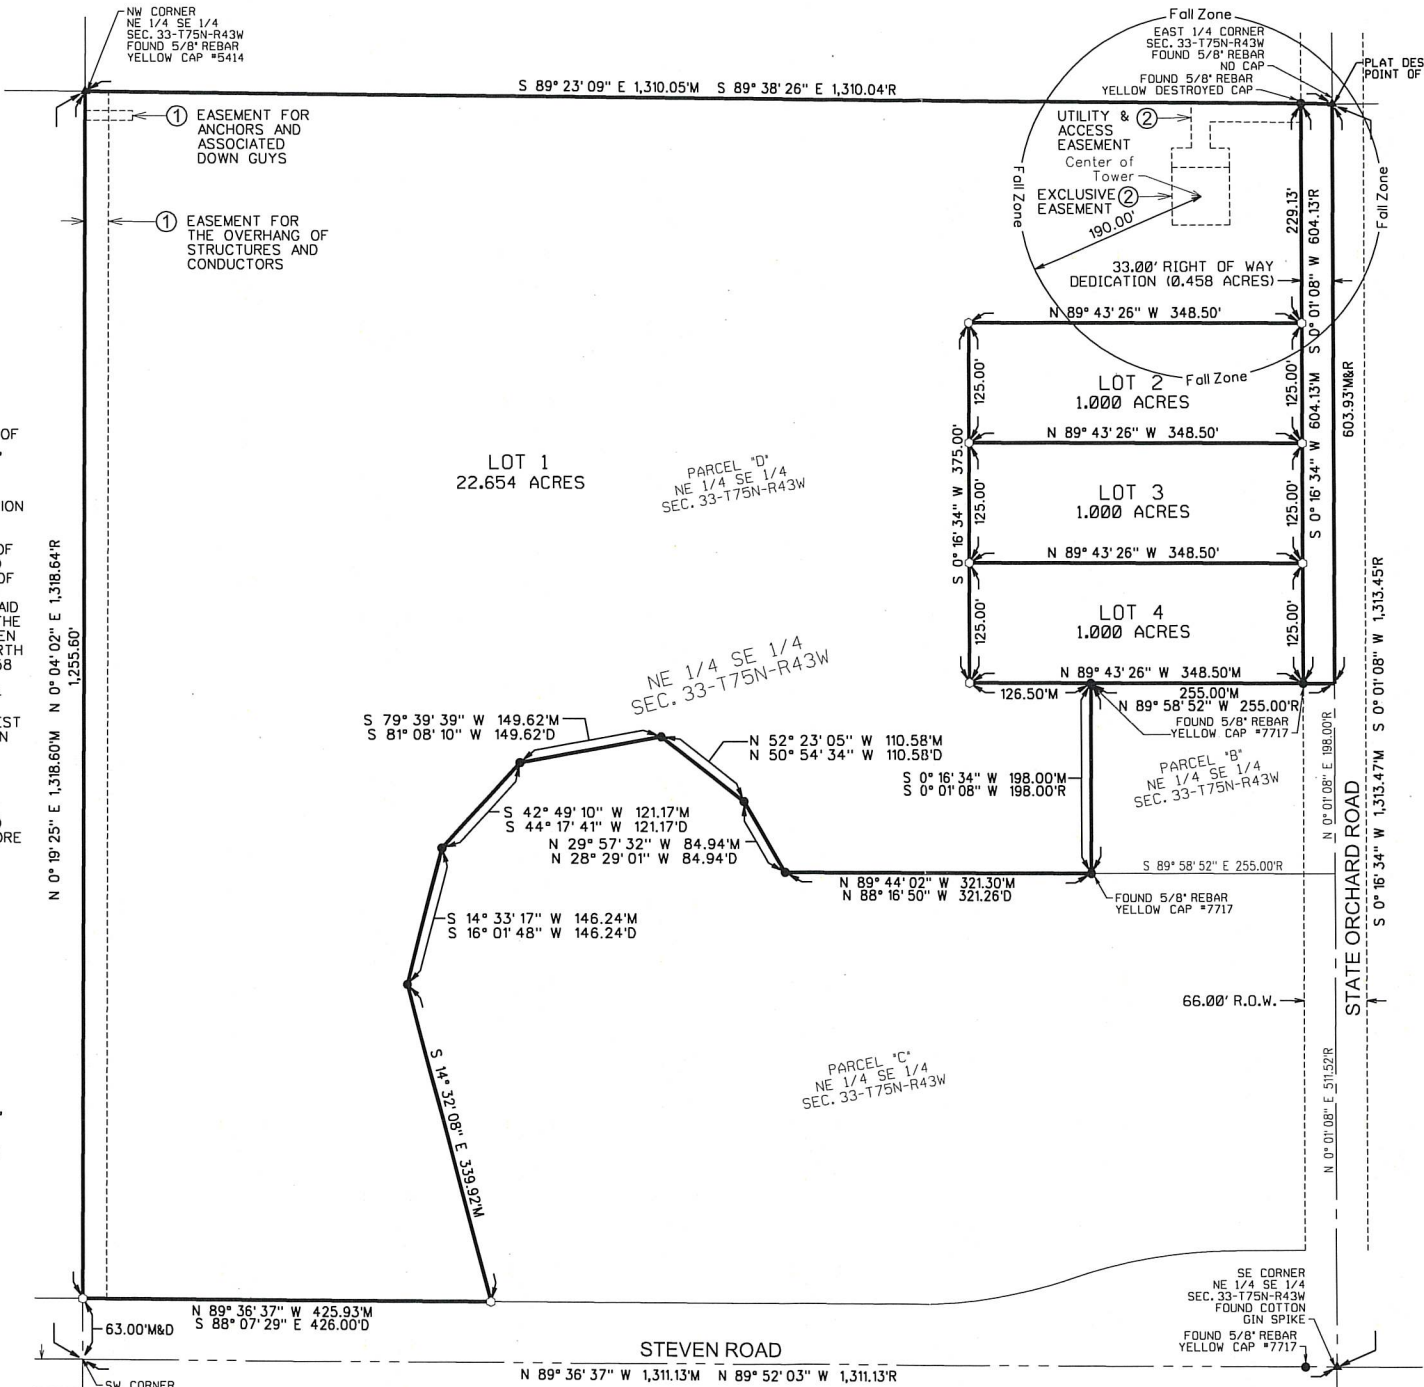 NW CORNER
NE 1/4 SE 1/4
SEC. 33-T75N-R43W
FOUND 5/8" REBAR
YELLOW CAP #5414
S 89° 23' 09" E 1,310.05'M S 89° 38' 26" E 1,310.04'R
Fall Zone
EAST 1/4 CORNER
SEC. 33-T75N-R43W
FOUND 5/8" REBAR
NO CAP
FOUND 5/8" REBAR
YELLOW DESTROYED CAP
PLAT DES
POINT OF
1 EASEMENT FOR
ANCHORS AND
ASSOCIATED
DOWN GUYS
1 EASEMENT FOR
THE OVERHANG OF
STRUCTURES AND
CONDUCTORS
UTILITY & 2
ACCESS
EASEMENT
Center of
Tower
EXCLUSIVE 2
EASEMENT
190.00'
Fall Zone
Fall Zone
229.13'
S 0° 01' 08" W 604.13'R
33.00' RIGHT OF WAY
DEDICATION (0.458 ACRES)
N 89° 43' 26" W 348.50'
LOT 2
1.000 ACRES
Fall Zone
125.00'
125.00'
S 0° 16' 34" W 604.13'M
603.93'M&R
N 89° 43' 26" W 348.50'
LOT 3
1.000 ACRES
125.00'
125.00'
S 0° 16' 34" W 375.00'
N 89° 43' 26" W 348.50'
LOT 4
1.000 ACRES
125.00'
125.00'
N 89° 43' 26" W 348.50'M
126.50'M
255.00'M
N 89° 58' 52" W 255.00'R
FOUND 5/8" REBAR
YELLOW CAP #7717
LOT 1
22.654 ACRES
PARCEL "D"
NE 1/4 SE 1/4
SEC. 33-T75N-R43W
OF
ION
OF
OF
AID
THE
EN
RTH
58
EST
N
ORE
N 0° 19' 25" E 1,318.60'M N 0° 04' 02" E 1,318.64'R
1,255.60'
NE 1/4 SE 1/4
SEC. 33-T75N-R43W
S 79° 39' 39" W 149.62'M
S 81° 08' 10" W 149.62'D
N 52° 23' 05" W 110.58'M
N 50° 54' 34" W 110.58'D
S 0° 16' 34" W 198.00'M
S 0° 01' 08" W 198.00'R
PARCEL "B"
NE 1/4 SE 1/4
SEC. 33-T75N-R43W
N 0° 01' 08" E 198.00'R
S 42° 49' 10" W 121.17'M
S 44° 17' 41" W 121.17'D
N 29° 57' 32" W 84.94'M
N 28° 29' 01" W 84.94'D
S 89° 58' 52" E 255.00'R
N 89° 44' 02" W 321.30'M
N 88° 16' 50" W 321.26'D
FOUND 5/8" REBAR
YELLOW CAP #7717
S 14° 33' 17" W 146.24'M
S 16° 01' 48" W 146.24'D
STATE ORCHARD ROAD
S 0° 16' 34" W 1,313.47'M S 0° 01' 08" W 1,313.45'R
66.00' R.O.W.
S 14° 32' 08" E 339.92'M
PARCEL "C"
NE 1/4 SE 1/4
SEC. 33-T75N-R43W
N 0° 01' 08" E 511.52'R
SE CORNER
NE 1/4 SE 1/4
SEC. 33-T75N-R43W
FOUND COTTON
GIN SPIKE
FOUND 5/8" REBAR
YELLOW CAP #7717
N 89° 36' 37" W 425.93'M
S 88° 07' 29" E 426.00'D
63.00'M&D
STEVEN ROAD
N 89° 36' 37" W 1,311.13'M N 89° 52' 03" W 1,311.13'R
SW CORNER